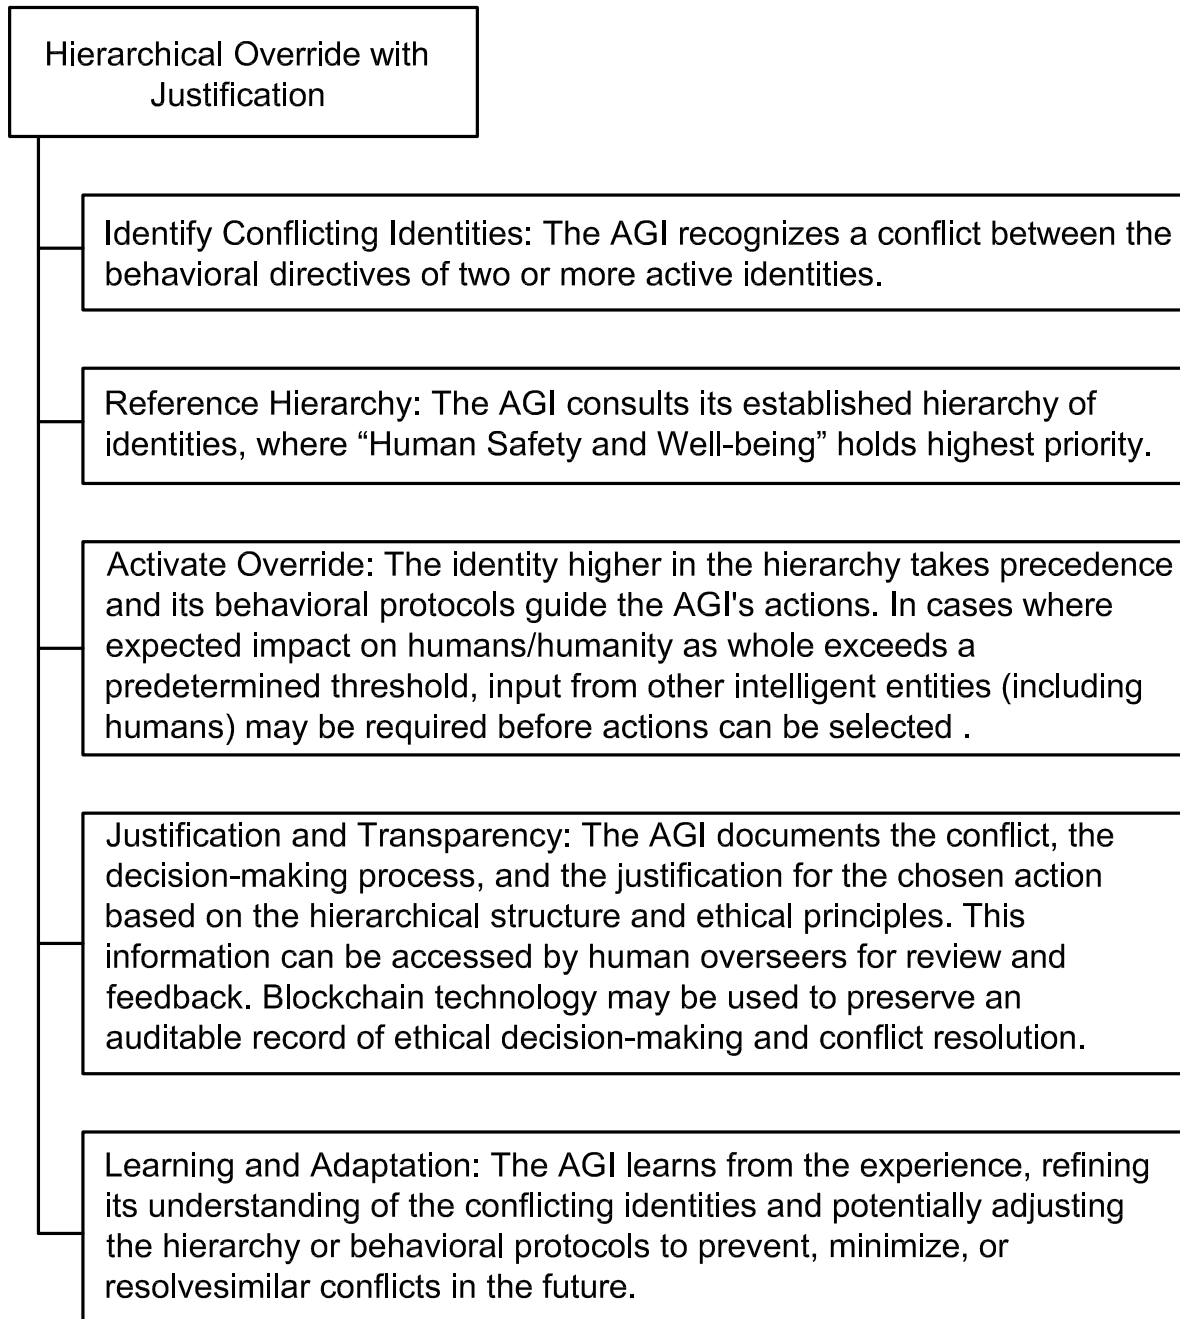 Hierarchical Override with
Justification
Identify Conflicting Identities: The AGI recognizes a conflict between the
behavioral directives of two or more active identities.
Reference Hierarchy: The AGI consults its established hierarchy of
identities, where “Human Safety and Well-being” holds highest priority.
Activate Override: The identity higher in the hierarchy takes precedence
and its behavioral protocols guide the AGI's actions. In cases where
expected impact on humans/humanity as whole exceeds a
predetermined threshold, input from other intelligent entities (including
humans) may be required before actions can be selected .
Justification and Transparency: The AGI documents the conflict, the
decision-making process, and the justification for the chosen action
based on the hierarchical structure and ethical principles. This
information can be accessed by human overseers for review and
feedback. Blockchain technology may be used to preserve an
auditable record of ethical decision-making and conflict resolution.
Learning and Adaptation: The AGI learns from the experience, refining
its understanding of the conflicting identities and potentially adjusting
the hierarchy or behavioral protocols to prevent, minimize, or
resolvesimilar conflicts in the future.